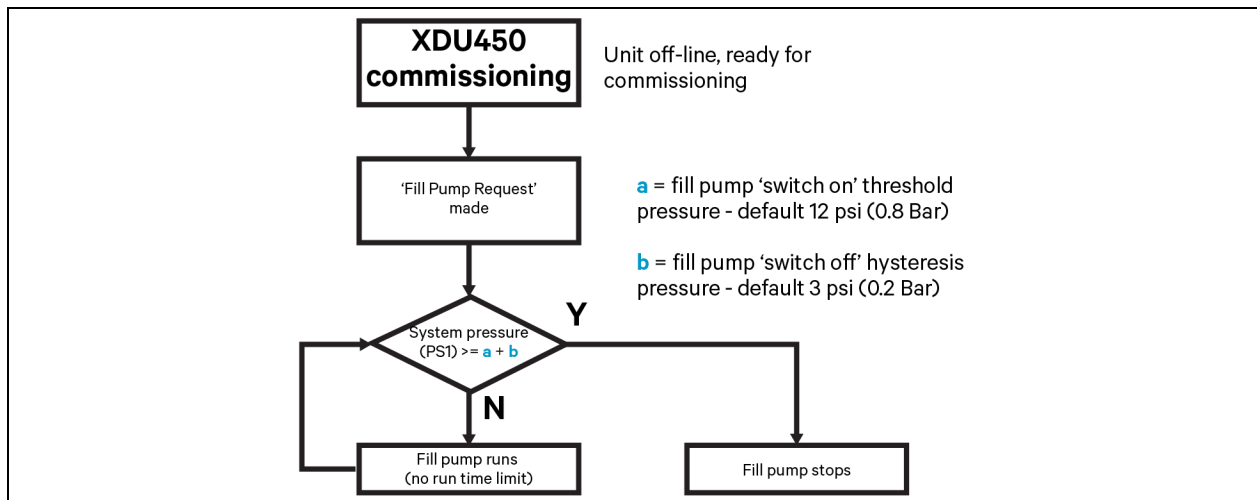 XDU450
commissioning
Unit off-line, ready for
commissioning
‘Fill Pump Request’
made
a = fill pump ‘switch on’ threshold
pressure - default 12 psi (0.8 Bar)
b = fill pump ‘switch off’ hysteresis
pressure - default 3 psi (0.2 Bar)
System pressure
(PS1) >= a + b
Y
N
Fill pump runs
(no run time limit)
Fill pump stops